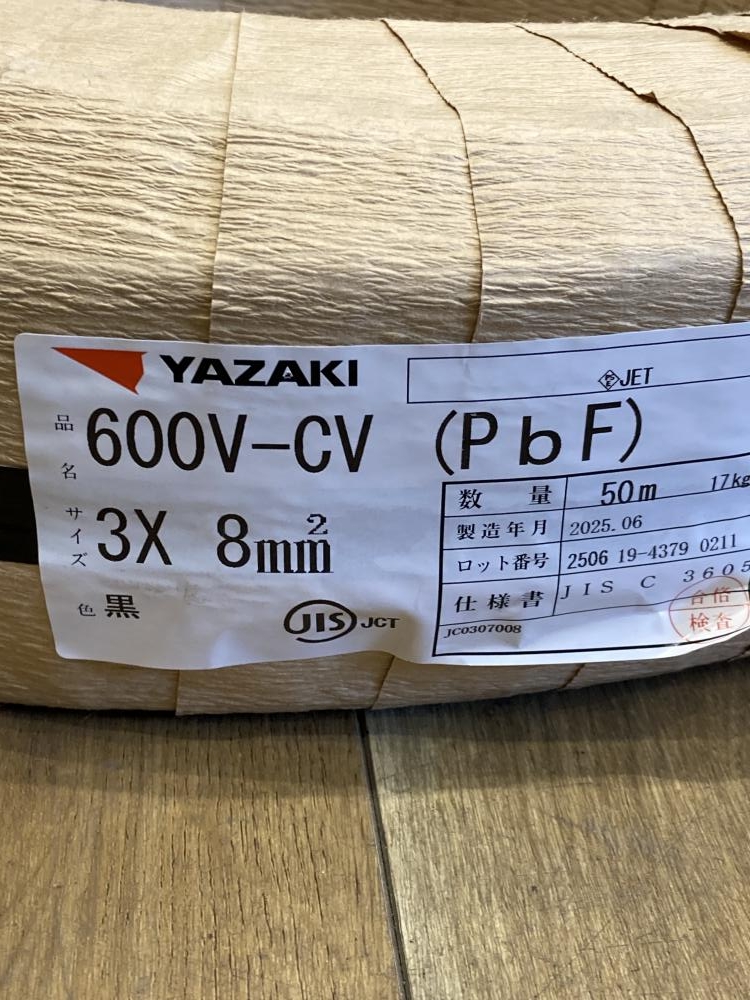 YAZAKI
JET
品名 600V-CV (PbF)
サイズ 3X 8mm²
色 黒
JIS JCT
数量 50m 17kg
製造年月 2025.06
ロット番号 2506 19-4379 0211
仕様書 JIS C 3605
JC0307008
合格
検査